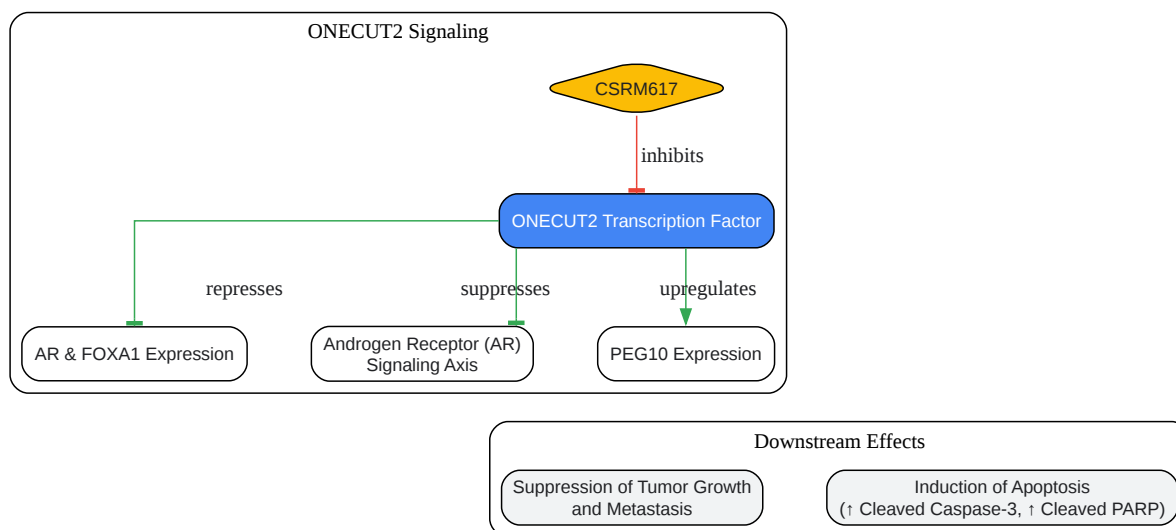 ONECUT2 Signaling
CSRM617
inhibits
ONECUT2 Transcription Factor
represses
suppresses
upregulates
AR & FOXA1 Expression
Androgen Receptor (AR)
Signaling Axis
PEG10 Expression
Downstream Effects
Suppression of Tumor Growth
and Metastasis
Induction of Apoptosis
(↑ Cleaved Caspase-3, ↑ Cleaved PARP)